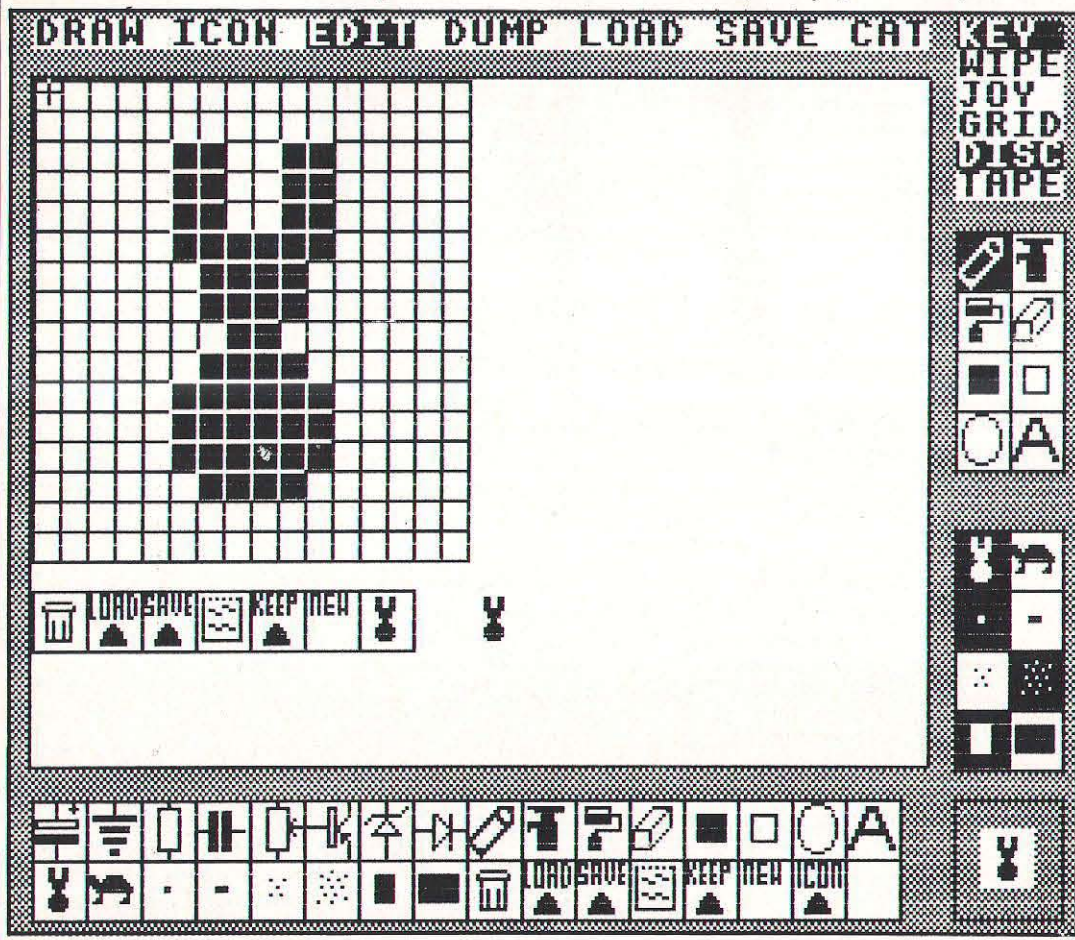 DRAW ICON EDIT DUMP LOAD SAVE CAT
KEY
WIPE
JOY
GRID
DISC
TAPE
A
LOAD SAVE KEEP NEW
A
LOAD SAVE KEEP NEW ICON